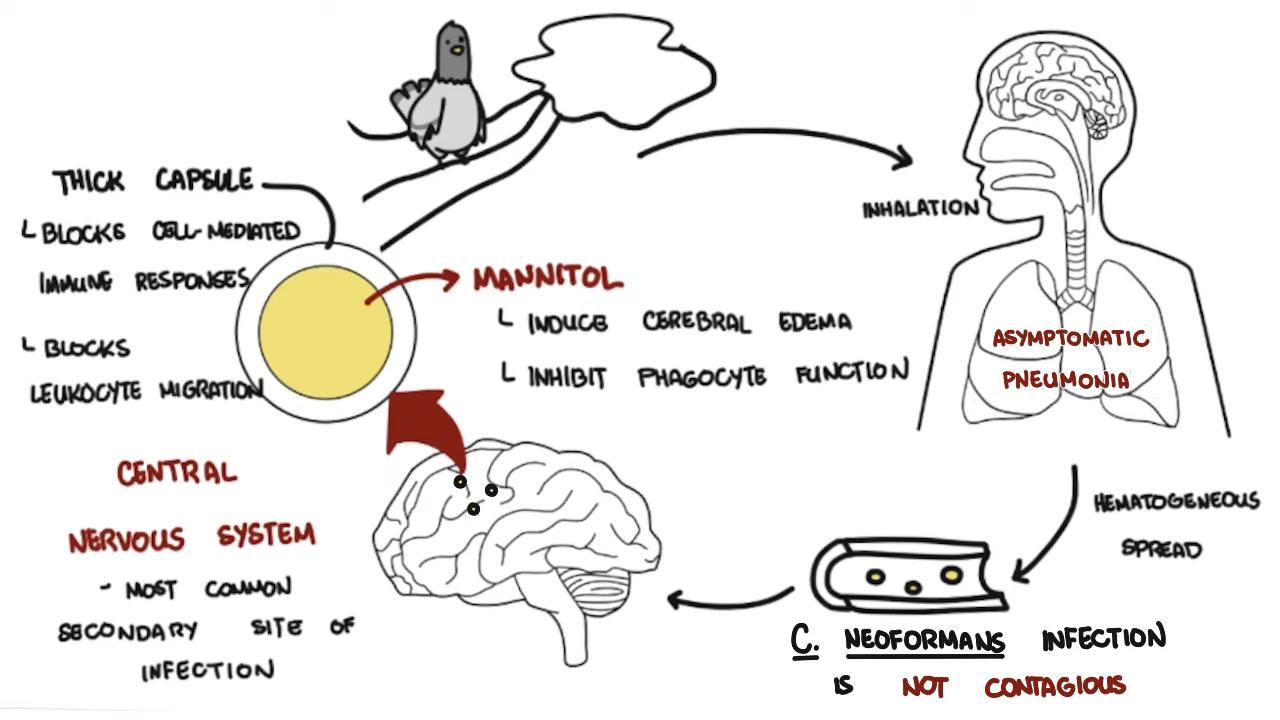 THICK CAPSULE
└ BLOCKS CELL-MEDIATED
IMMUNE RESPONSES
└ BLOCKS
LEUKOCYTE MIGRATION
MANNITOL
└ INDUCE CEREBRAL EDEMA
└ INHIBIT PHAGOCYTE FUNCTION
INHALATION
ASYMPTOMATIC
PNEUMONIA
HEMATOGENEOUS
SPREAD
C. NEOFORMANS INFECTION
IS NOT CONTAGIOUS
CENTRAL
NERVOUS SYSTEM
- MOST COMMON
SECONDARY SITE OF
INFECTION